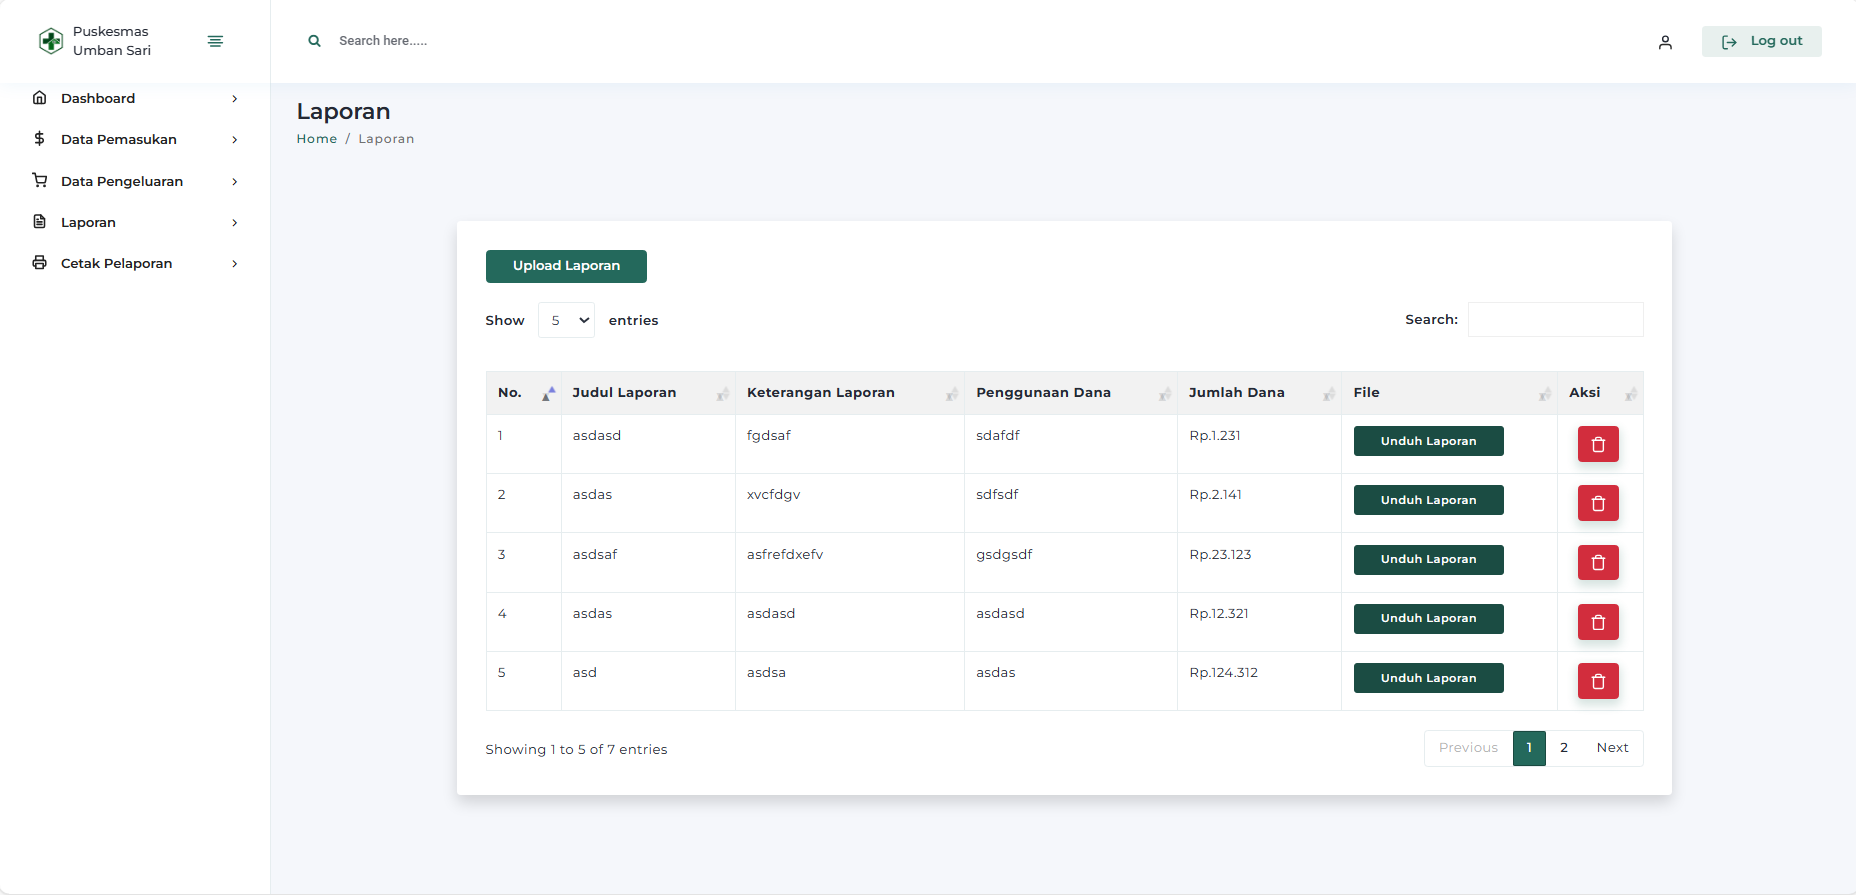 Puskesmas
Umban Sari
Search here.....
Log out
Dashboard
Data Pemasukan
Data Pengeluaran
Laporan
Cetak Pelaporan
Laporan
Home / Laporan
Upload Laporan
Show 5 entries
Search:
No. Judul Laporan Keterangan Laporan Penggunaan Dana Jumlah Dana File Aksi
1 asdasd fgdsaf sdafdf Rp.1.231 Unduh Laporan
2 asdas xvcfdgv sdfsdf Rp.2.141 Unduh Laporan
3 asdsaf asfrefdxefv gsdgsdf Rp.23.123 Unduh Laporan
4 asdas asdasd asdasd Rp.12.321 Unduh Laporan
5 asd asdsa asdas Rp.124.312 Unduh Laporan
Showing 1 to 5 of 7 entries
Previous 1 2 Next